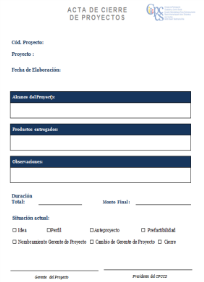 ACTA DE CIERRE
DE PROYECTOS
Cód. Proyecto:
Proyecto :
Fecha de Elaboración:
Alcance del Proyecto:
Productos entregados:
Observaciones:
Duración
Total:
Monto Final :
Situación actual:
☐ Idea ☐ Perfil ☐ Anteproyecto ☐ Prefactibilidad
☐ Nombramiento Gerente de Proyecto ☐ Cambio de Gerente de Proyecto ☐ Cierre
Gerente del Proyecto
Presidente del